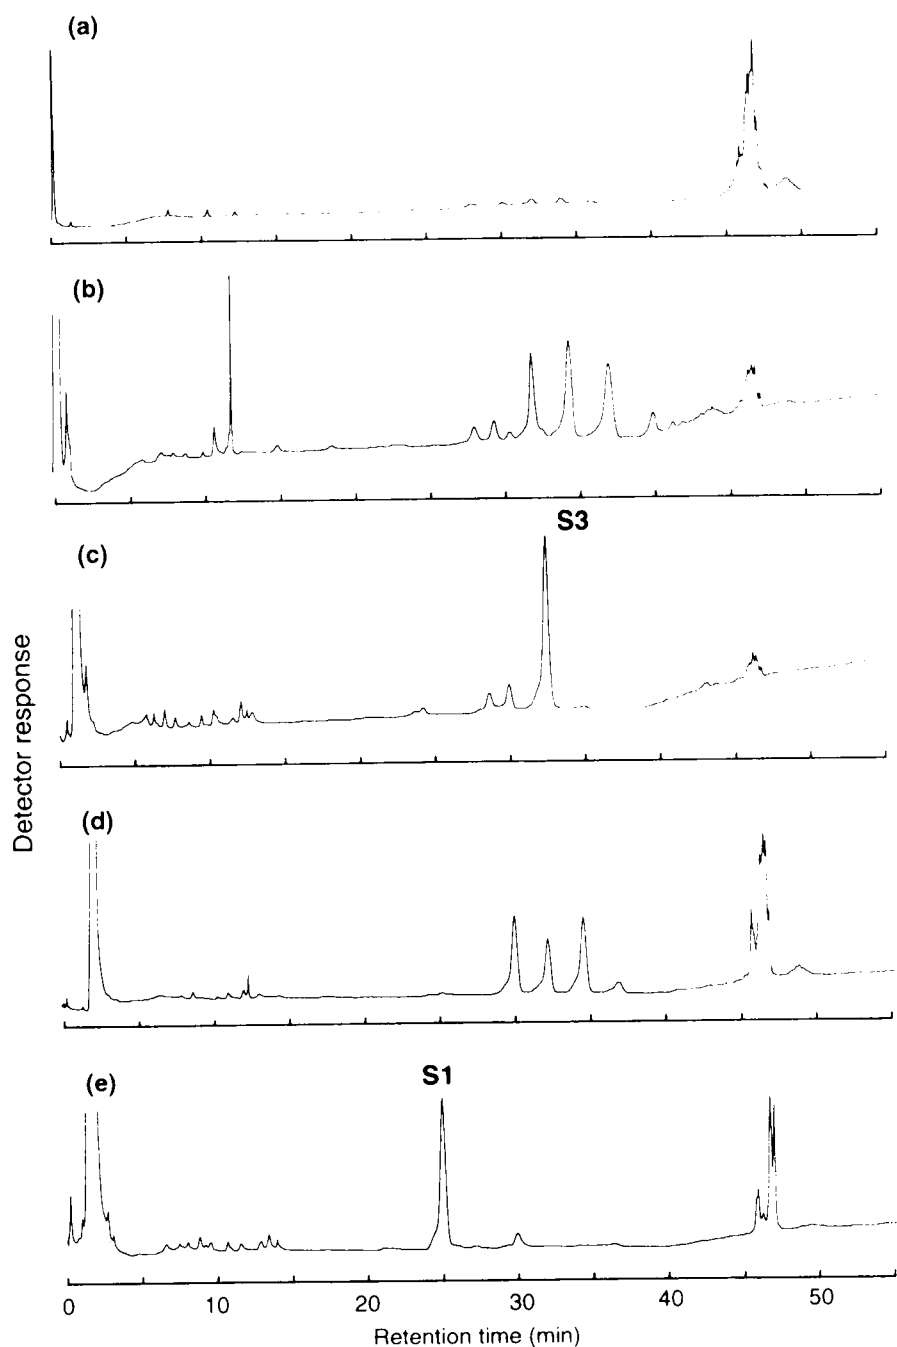 (a)
(b)
S3
(c)
Detector response
(d)
S1
(e)
0 10 20 30 40 50
Retention time (min)